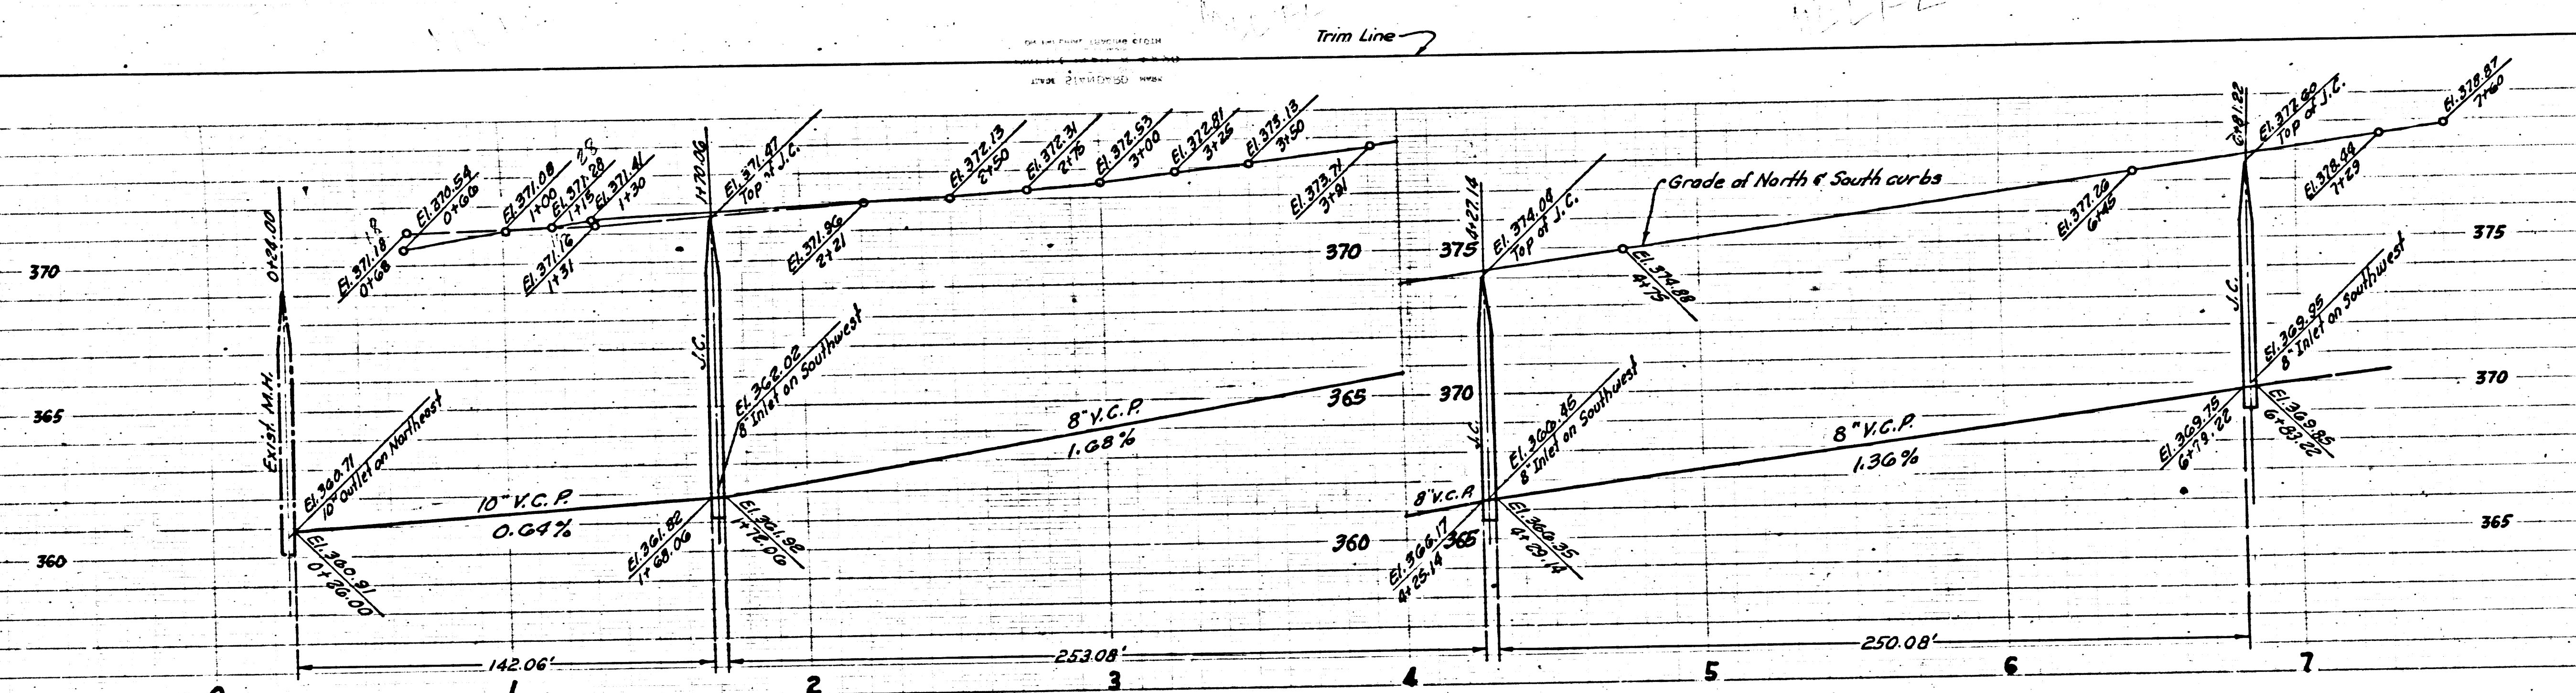 Trim Line
STANDARD
0+24.00
El. 371.18
0+68
18
El. 370.54
0+66
El. 371.08
1+00
28
El. 371.28
1+15
El. 371.41
1+30
El. 371.16
1+31
1+70.06
El. 371.47
Top of J.C.
El. 371.96
2+21
El. 372.13
2+50
El. 372.31
2+75
El. 372.53
3+00
El. 372.81
3+25
El. 373.13
3+50
El. 373.71
3+91
4+27.14
El. 374.04
Top of J.C.
Grade of North & South curbs
El. 374.88
4+75
El. 377.26
6+45
6+81.22
El. 377.60
Top of J.C.
El. 378.44
7+29
El. 378.87
7+60
370
370
375
375
Exist. M.H.
J.C.
J.C.
J.C.
365
365
370
370
El. 360.71
10" Outlet on Northeast
El. 362.02
8" Inlet on Southwest
8" V.C.P.
1.68%
El. 366.45
8" Inlet on Southwest
8" V.C.P.
1.36%
El. 369.95
8" Inlet on Southwest
El. 369.75
6+79.22
El. 369.85
6+83.22
10" V.C.P.
0.64%
8" V.C.P.
360
360
365
365
El. 360.91
0+26.00
El. 361.82
1+68.06
El. 361.92
1+72.06
El. 366.17
4+25.14
El. 366.35
4+29.14
142.06'
253.08'
250.08'
0
1
2
3
4
5
6
7